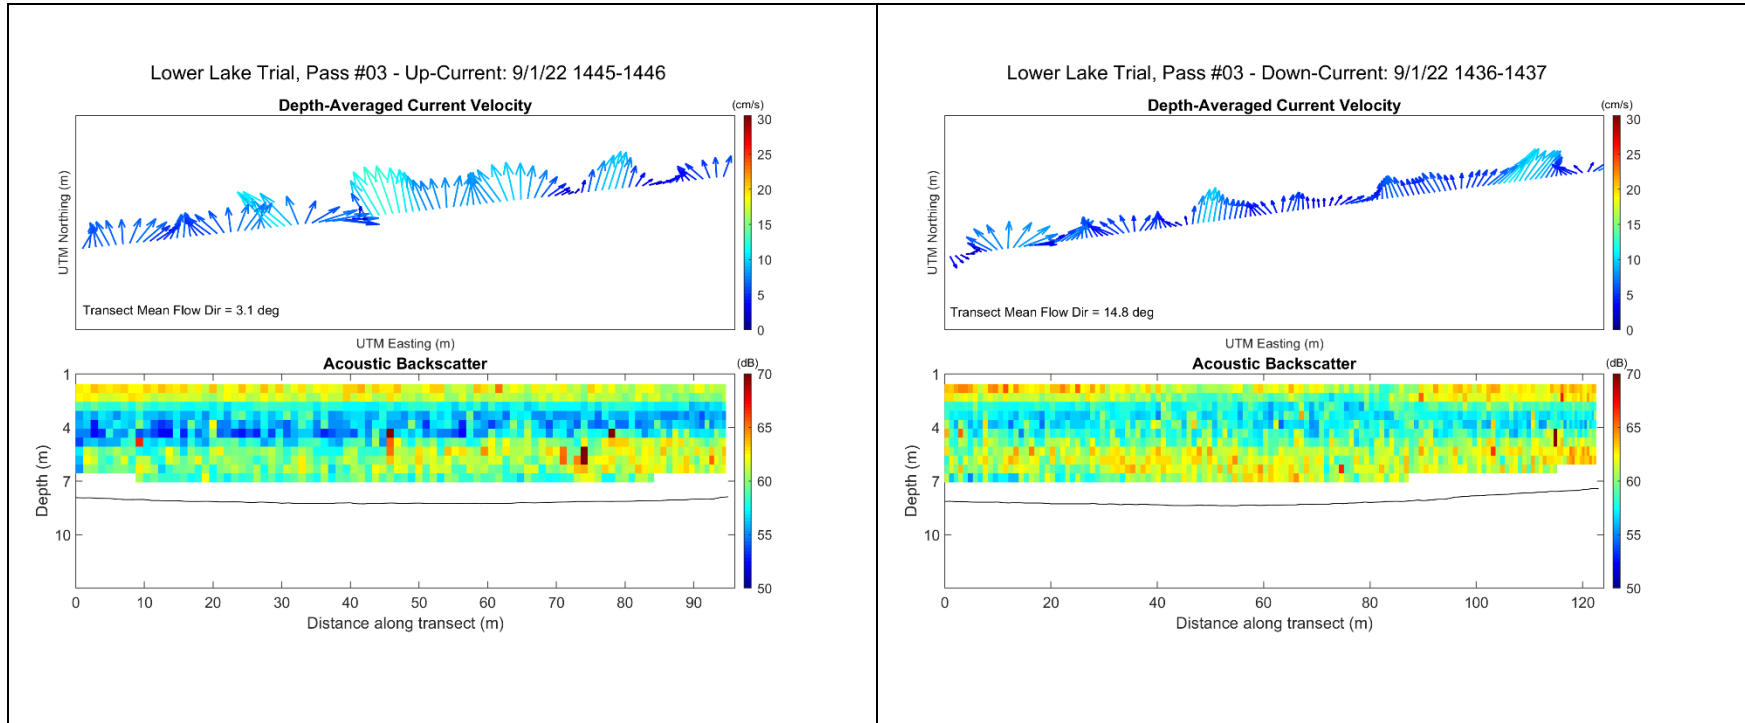 Lower Lake Trial, Pass #03 - Up-Current: 9/1/22 1445-1446
Depth-Averaged Current Velocity
(cm/s)
UTM Northing (m)
30
25
20
15
10
5
0
Transect Mean Flow Dir = 3.1 deg
UTM Easting (m)
Acoustic Backscatter
(dB)
Depth (m)
1
4
7
10
70
65
60
55
50
0 10 20 30 40 50 60 70 80 90
Distance along transect (m)
Lower Lake Trial, Pass #03 - Down-Current: 9/1/22 1436-1437
Depth-Averaged Current Velocity
(cm/s)
UTM Northing (m)
30
25
20
15
10
5
0
Transect Mean Flow Dir = 14.8 deg
UTM Easting (m)
Acoustic Backscatter
(dB)
Depth (m)
1
4
7
10
70
65
60
55
50
0 20 40 60 80 100 120
Distance along transect (m)